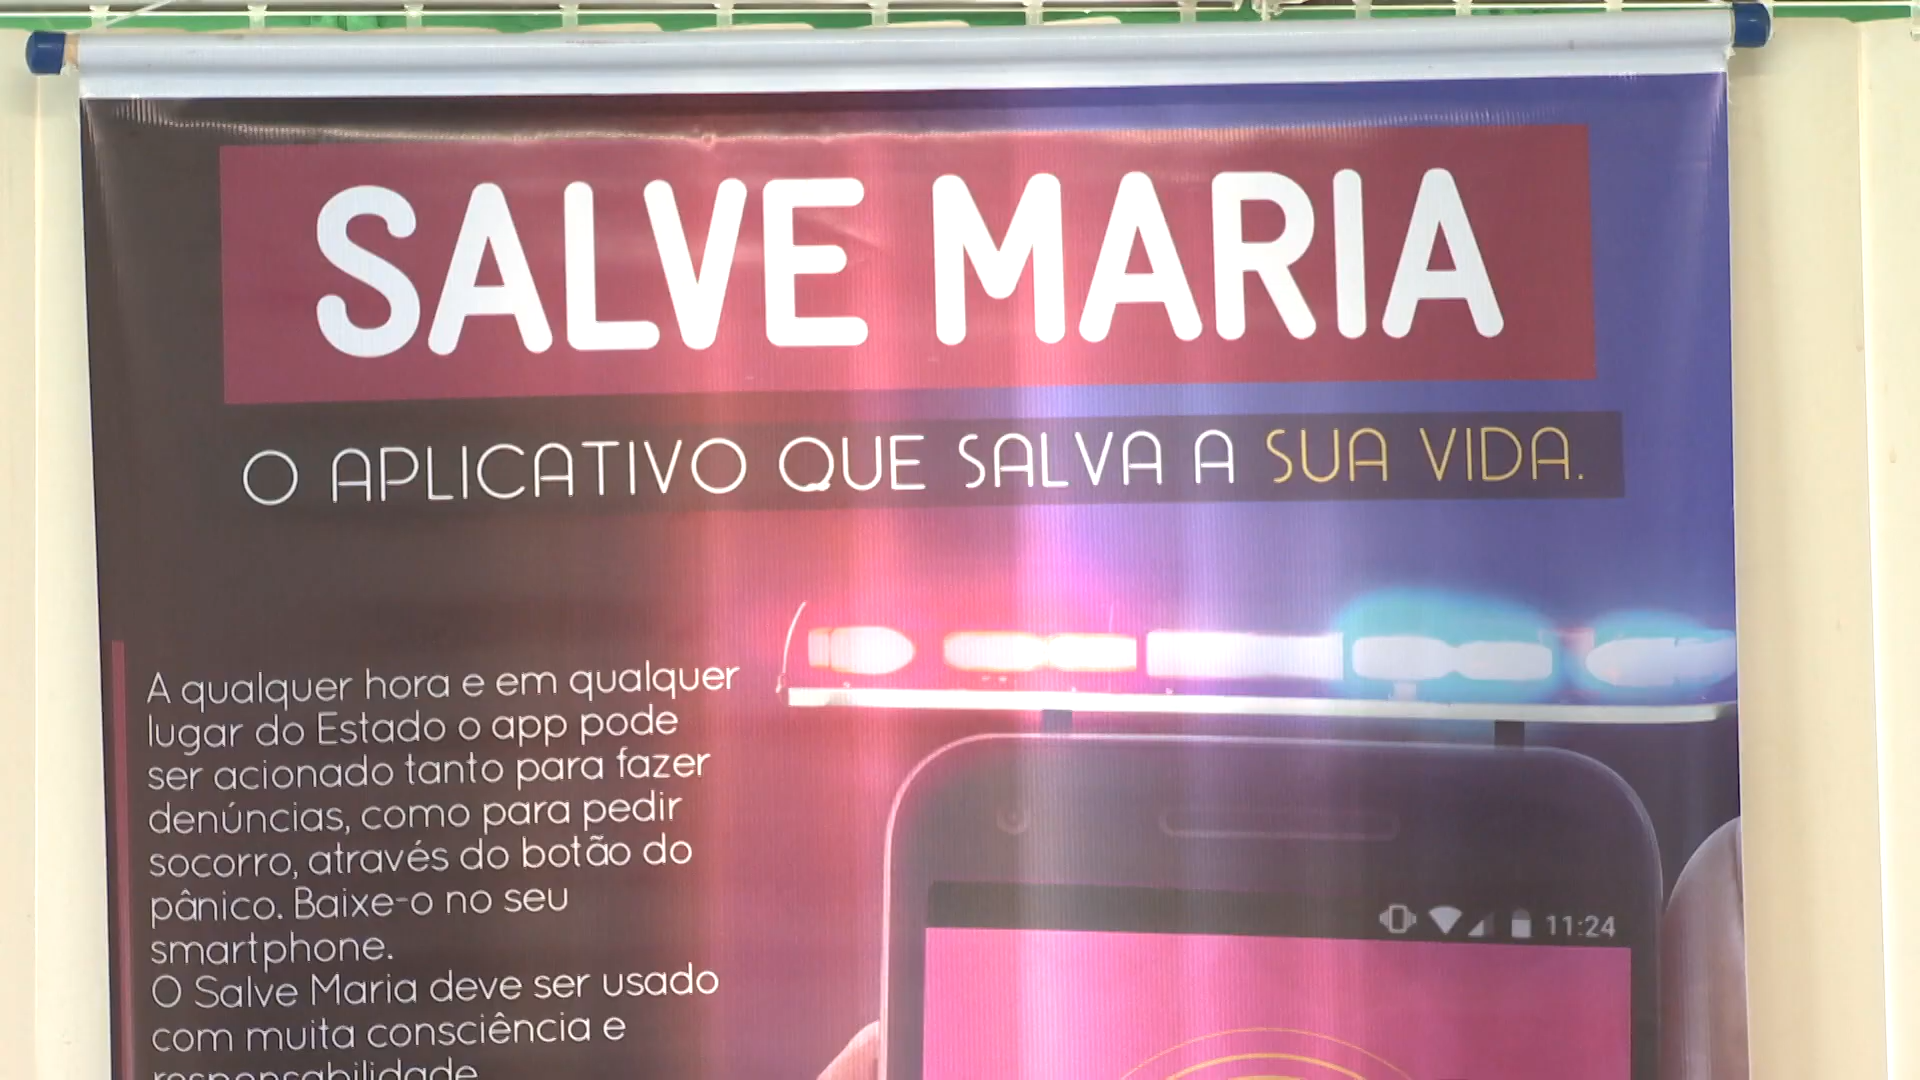 SALVE MARIA
O APLICATIVO QUE SALVA A SUA VIDA.
A qualquer hora e em qualquer
lugar do Estado o app pode
ser acionado tanto para fazer
denúncias, como para pedir
socorro, através do botão do
pânico. Baixe-o no seu
smartphone.
O Salve Maria deve ser usado
com muita consciência e
responsabilidade
11:24